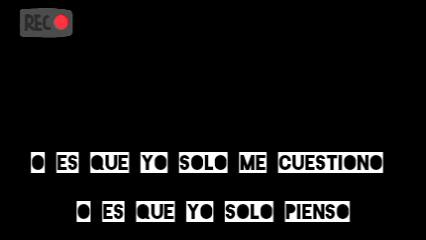 REC
O ES QUE YO SOLO ME CUESTIONO
O ES QUE YO SOLO PIENSO